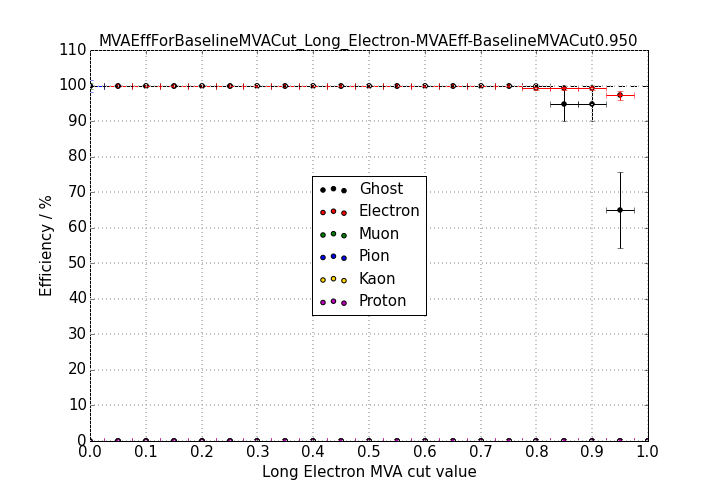 MVAEffForBaselineMVACut_Long_Electron-MVAEff-BaselineMVACut0.950
110
100
90
80
70
60
50
40
30
20
10
0
Efficiency / %
Ghost
Electron
Muon
Pion
Kaon
Proton
0.0 0.1 0.2 0.3 0.4 0.5 0.6 0.7 0.8 0.9 1.0
Long Electron MVA cut value